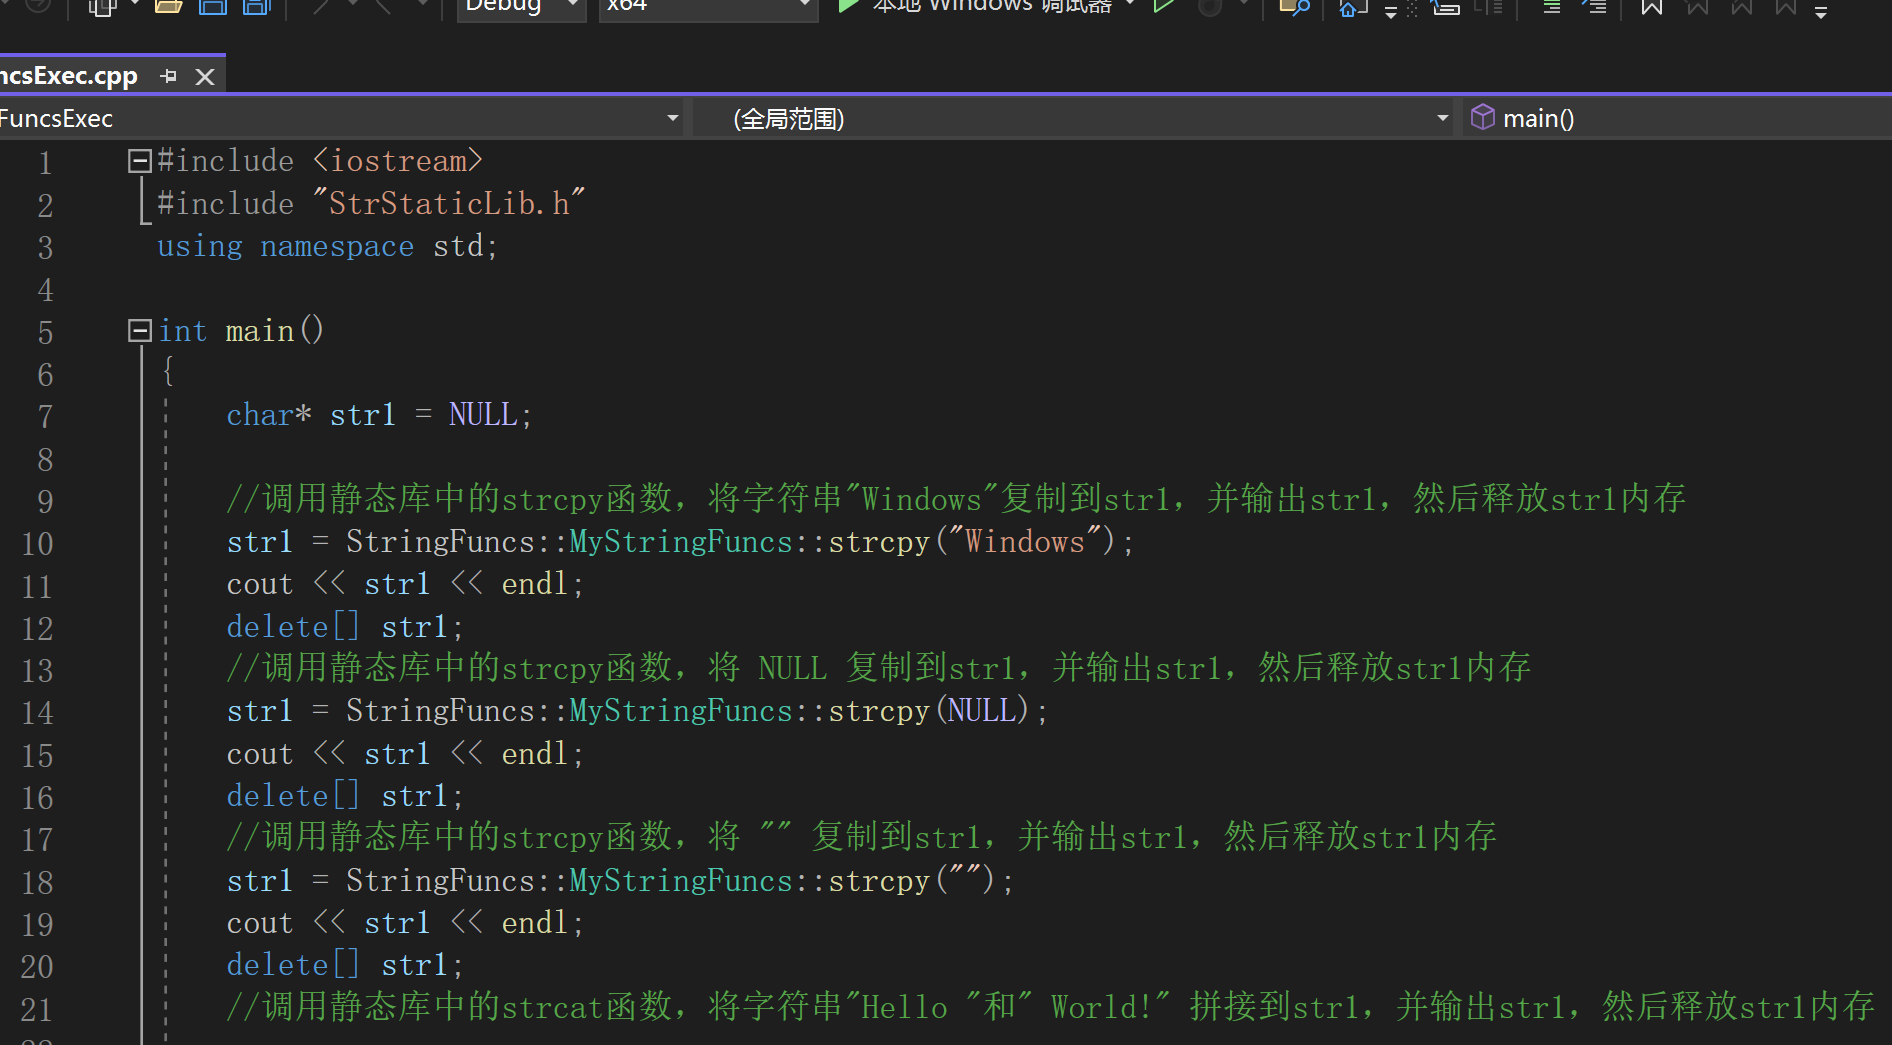 Debug x64 本地 Windows 调试器
ncsExec.cpp
FuncsExec (全局范围) main()
1 #include <iostream>
2 #include "StrStaticLib.h"
3 using namespace std;
4
5 int main()
6 {
7 char* str1 = NULL;
8
9 //调用静态库中的strcpy函数，将字符串"Windows"复制到str1，并输出str1，然后释放str1内存
10 str1 = StringFuncs::MyStringFuncs::strcpy("Windows");
11 cout << str1 << endl;
12 delete[] str1;
13 //调用静态库中的strcpy函数，将 NULL 复制到str1，并输出str1，然后释放str1内存
14 str1 = StringFuncs::MyStringFuncs::strcpy(NULL);
15 cout << str1 << endl;
16 delete[] str1;
17 //调用静态库中的strcpy函数，将 "" 复制到str1，并输出str1，然后释放str1内存
18 str1 = StringFuncs::MyStringFuncs::strcpy("");
19 cout << str1 << endl;
20 delete[] str1;
21 //调用静态库中的strcat函数，将字符串"Hello "和" World!" 拼接到str1，并输出str1，然后释放str1内存